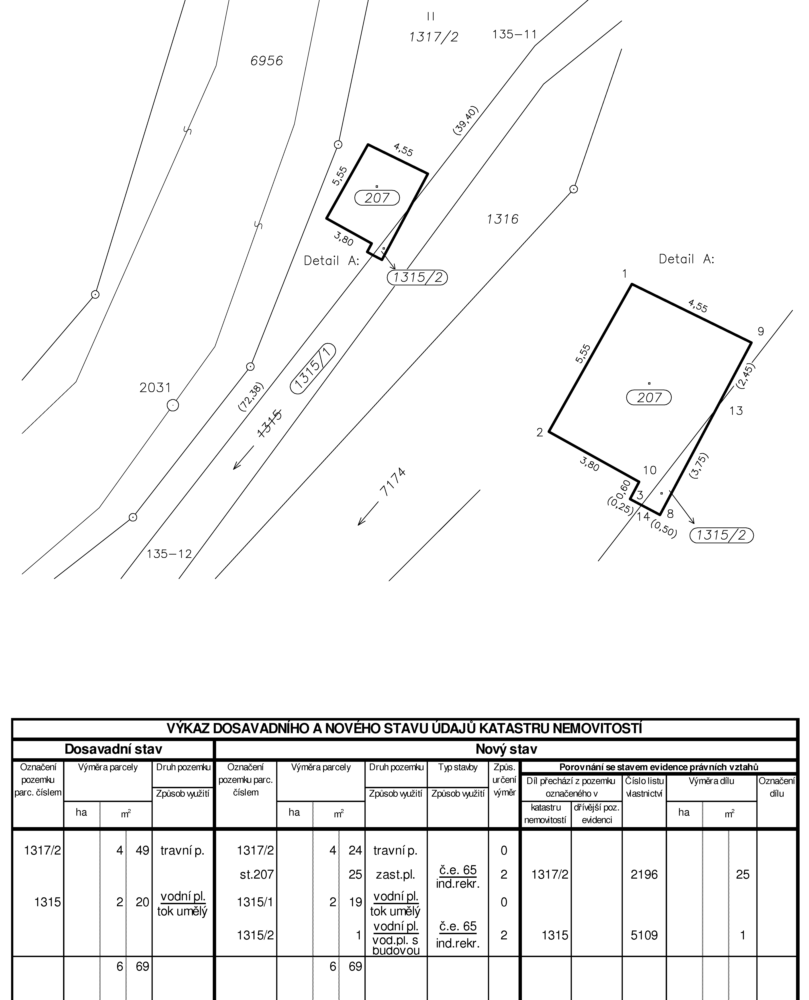 II
1317/2
135-11
6956
(39,40)
4,55
5,55
207
1316
3,80
Detail A:
Detail A:
1315/2
1
4,55
9
5,55
(2,45)
1315/1
2031
(72,38)
207
13
1315
2
3,80
10
(3,75)
7174
0,60
3
(0,25)
14
8
(0,50)
1315/2
135-12
VÝKAZ DOSAVADNÍHO A NOVÉHO STAVU ÚDAJŮ KATASTRU NEMOVITOSTÍ
Dosavadní stav Nový stav
Označení pozemku parc. číslem
Výměra parcely
ha m²
Druh pozemku
Způsob využití
Označení pozemku parc. číslem
Výměra parcely
ha m²
Druh pozemku
Způsob využití
Typ stavby
Způsob využití
Způs. určení výměr
Porovnání se stavem evidence právních vztahů
Díl přechází z pozemku označeného v
katastru nemovitostí
dřívější poz. evidenci
Číslo listu vlastnictví
Výměra dílu
ha m²
Označení dílu
1317/2 4 49 travní p. 1317/2 4 24 travní p. 0
st.207 25 zast.pl. č.e. 65 2 1317/2 2196 25
ind.rekr.
1315 2 20 vodní pl. 1315/1 2 19 vodní pl. 0
tok umělý tok umělý
1315/2 1 vodní pl. č.e. 65 2 1315 5109 1
vod.pl. s ind.rekr.
budovou
6 69 6 69